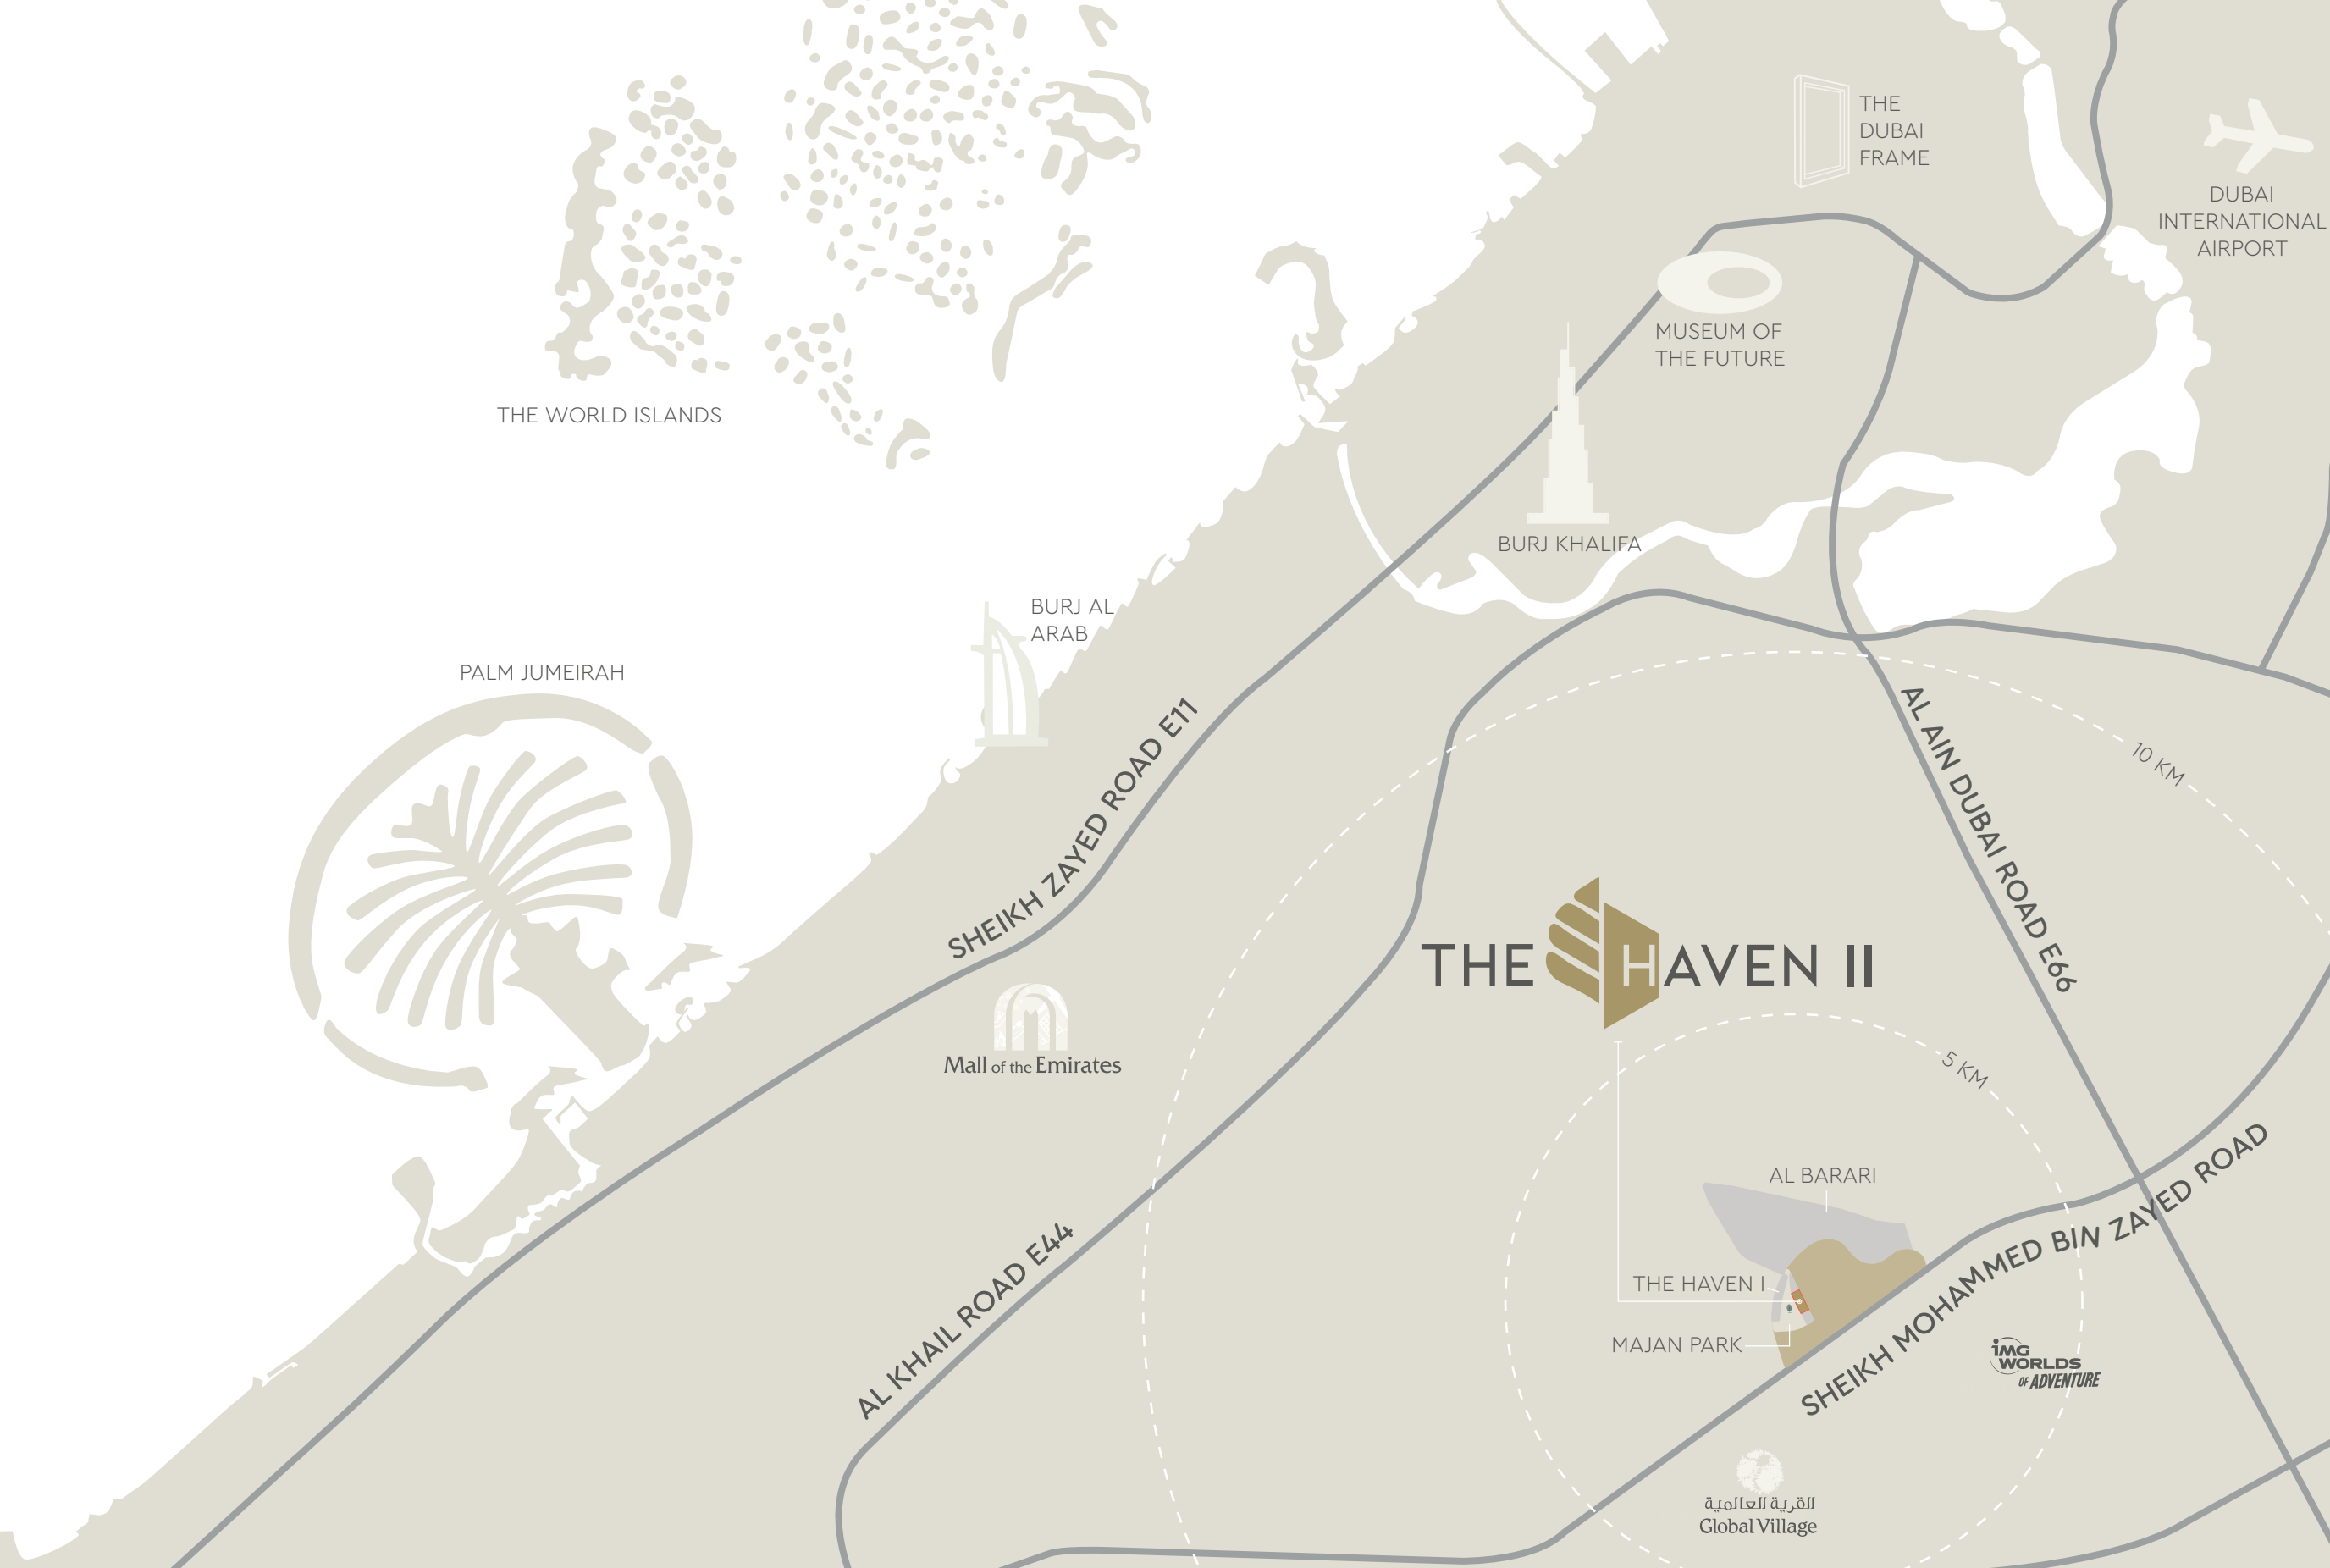 THE
DUBAI
FRAME
DUBAI
INTERNATIONAL
AIRPORT
MUSEUM OF
THE FUTURE
THE WORLD ISLANDS
BURJ KHALIFA
BURJ AL
ARAB
PALM JUMEIRAH
SHEIKH ZAYED ROAD E11
AL AIN DUBAI ROAD E66
10 KM
THE HAVEN II
Mall of the Emirates
5 KM
AL BARARI
SHEIKH MOHAMMED BIN ZAYED ROAD
AL KHAIL ROAD E44
THE HAVEN I
MAJAN PARK
iMG
WORLDS
OF ADVENTURE
القرية العالمية
Global Village